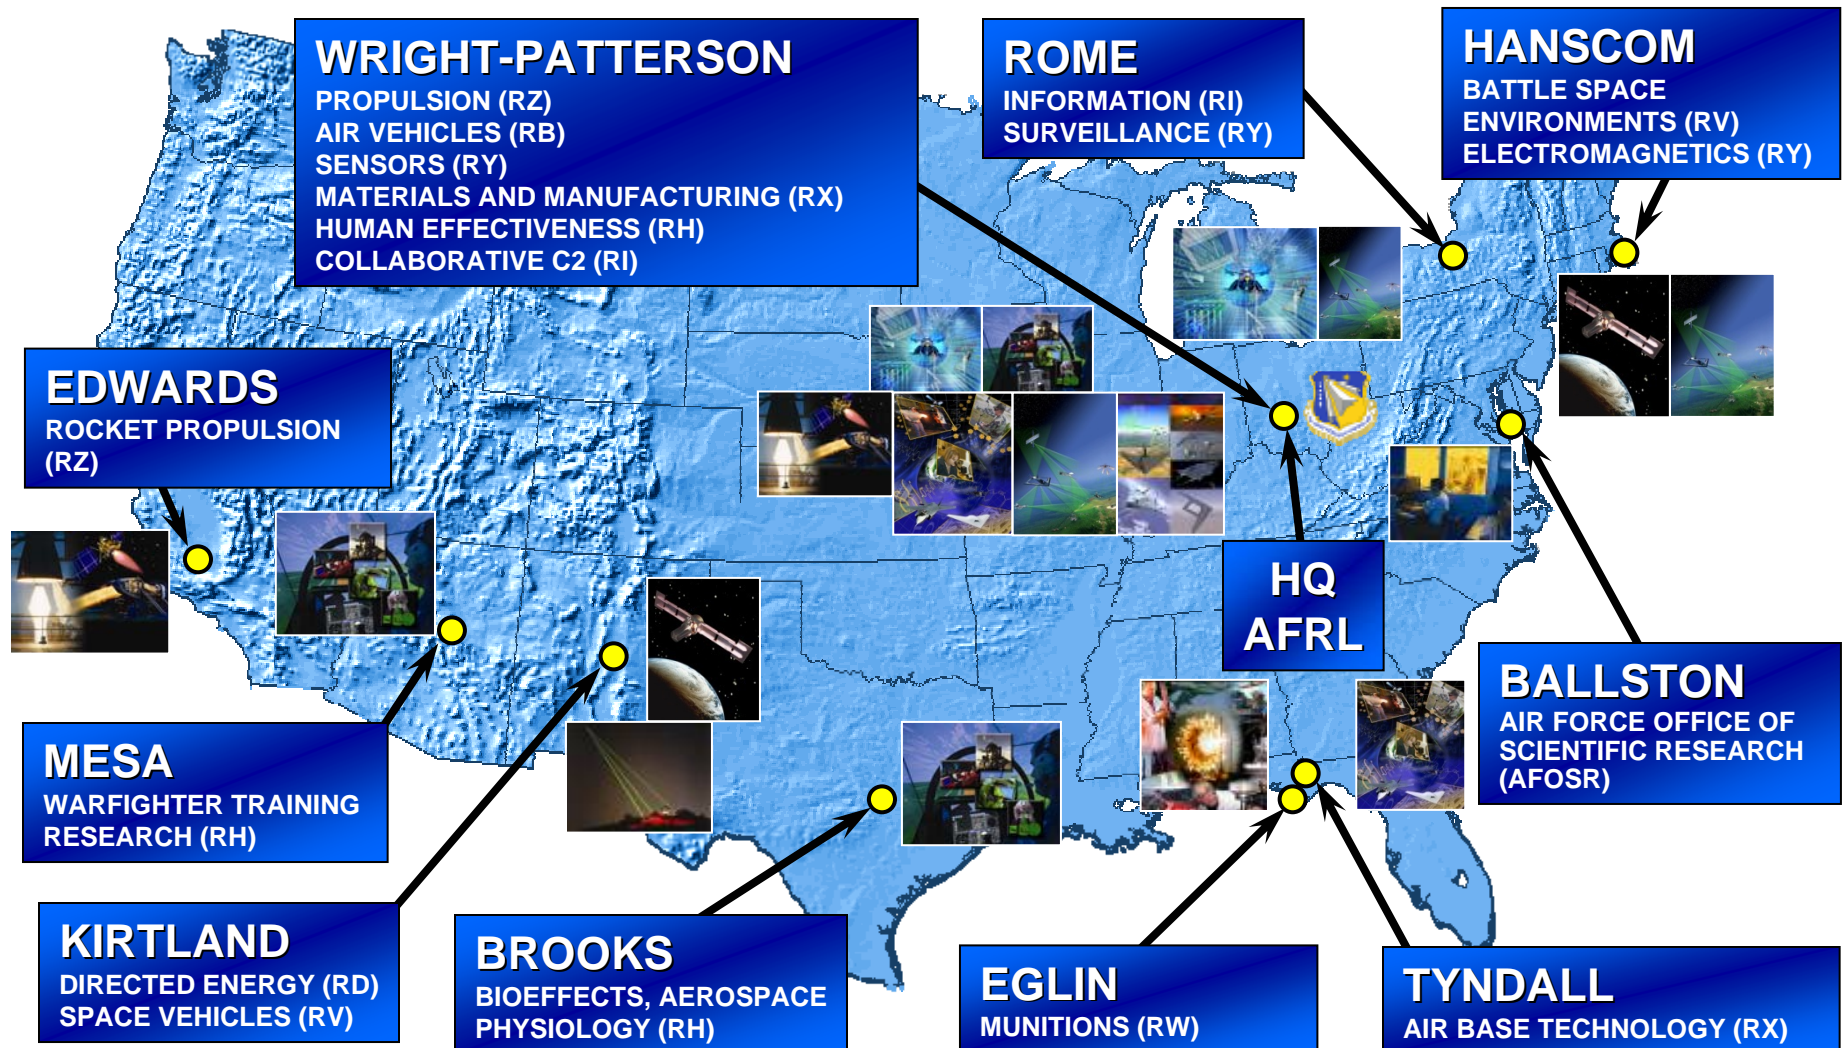 WRIGHT-PATTERSON
PROPULSION (RZ)
AIR VEHICLES (RB)
SENSORS (RY)
MATERIALS AND MANUFACTURING (RX)
HUMAN EFFECTIVENESS (RH)
COLLABORATIVE C2 (RI)
ROME
INFORMATION (RI)
SURVEILLANCE (RY)
HANSCOM
BATTLE SPACE
ENVIRONMENTS (RV)
ELECTROMAGNETICS (RY)
EDWARDS
ROCKET PROPULSION
(RZ)
HQ
AFRL
BALLSTON
AIR FORCE OFFICE OF
SCIENTIFIC RESEARCH
(AFOSR)
MESA
WARFIGHTER TRAINING
RESEARCH (RH)
KIRTLAND
DIRECTED ENERGY (RD)
SPACE VEHICLES (RV)
BROOKS
BIOEFFECTS, AEROSPACE
PHYSIOLOGY (RH)
EGLIN
MUNITIONS (RW)
TYNDALL
AIR BASE TECHNOLOGY (RX)